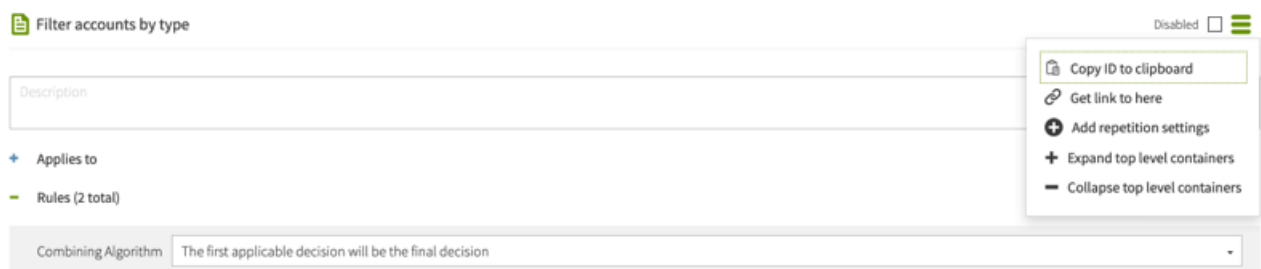 Filter accounts by type
Disabled
Copy ID to clipboard
Description
Get link to here
Add repetition settings
Applies to
Expand top level containers
Collapse top level containers
Rules (2 total)
Combining Algorithm The first applicable decision will be the final decision